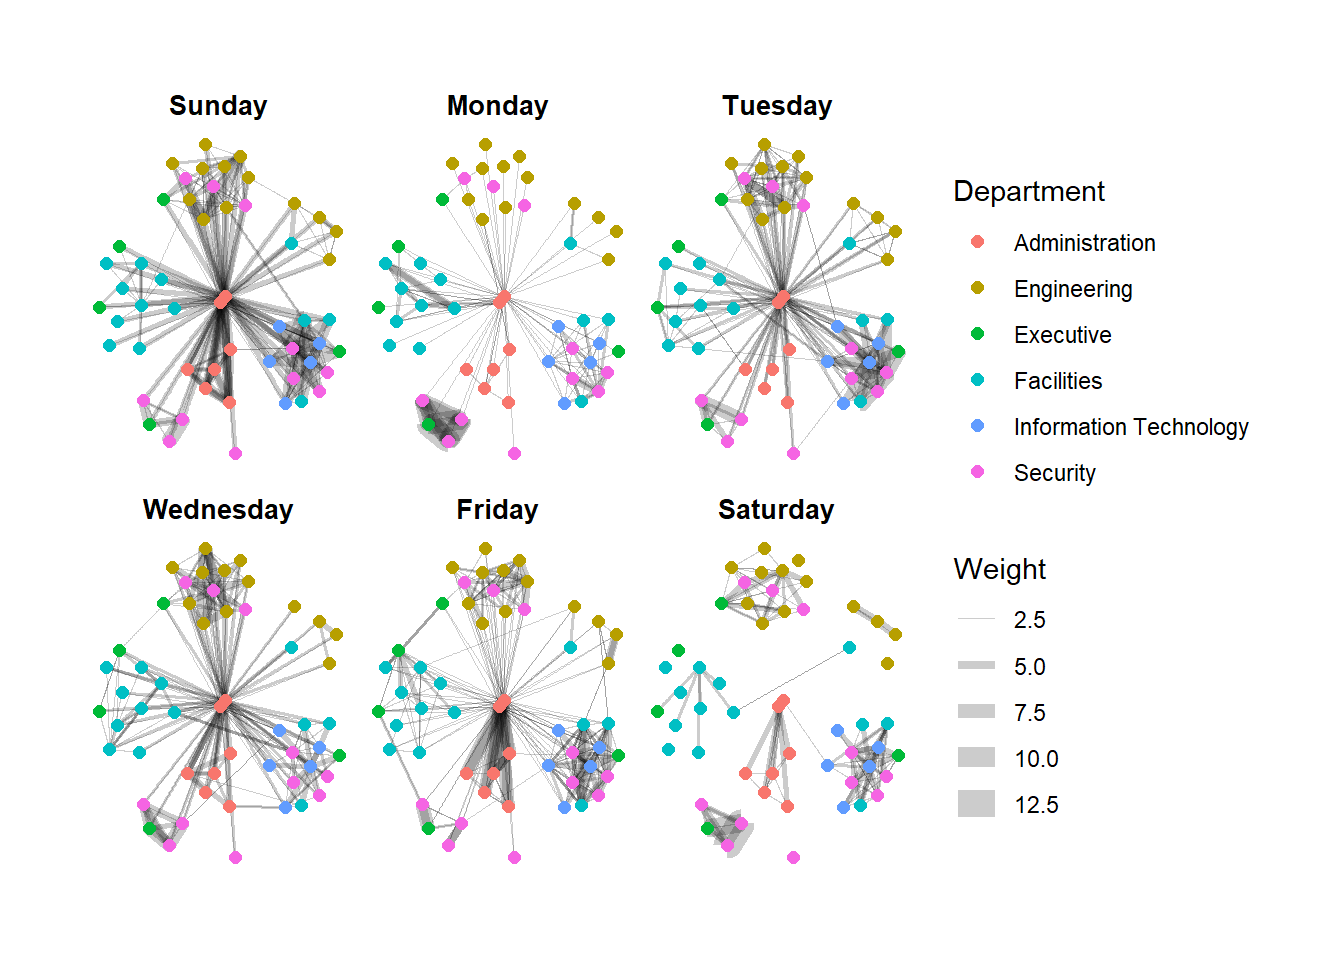 Sunday
Monday
Tuesday
Wednesday
Friday
Saturday
Department
Administration
Engineering
Executive
Facilities
Information Technology
Security
Weight
2.5
5.0
7.5
10.0
12.5